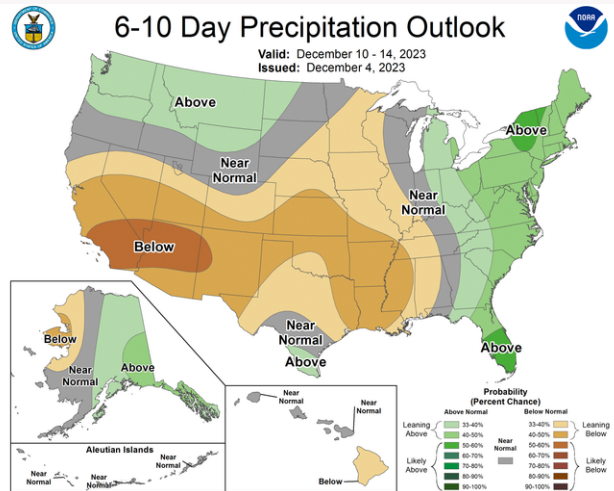 6-10 Day Precipitation Outlook
Valid: December 10 - 14, 2023
Issued: December 4, 2023
NOAA
Above
Near
Normal
Below
Near
Normal
Above
Near
Normal
Above
Above
Below
Near
Normal
Above
Aleutian Islands
Near
Normal
Near
Normal
Near
Normal
Near
Normal
Near
Normal
Below
Probability
(Percent Chance)
Above Normal
Below Normal
Leaning
Above
33-40%
40-50%
Likely
Above
50-60%
60-70%
70-80%
80-90%
90-100%
Near
Normal
33-40%
40-50%
Leaning
Below
50-60%
60-70%
70-80%
80-90%
90-100%
Likely
Below